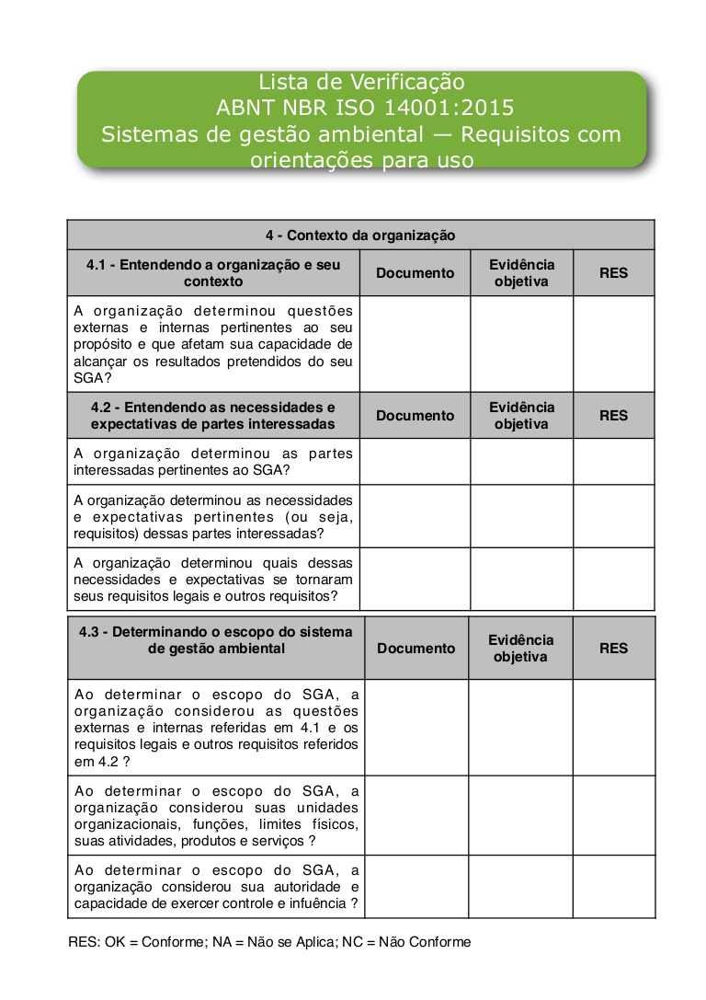 Lista de Verificação
ABNT NBR ISO 14001:2015
Sistemas de gestão ambiental — Requisitos com
orientações para uso
4 - Contexto da organização
4.1 - Entendendo a organização e seu
contexto
Documento
Evidência
objetiva
RES
A organização determinou questões
externas e internas pertinentes ao seu
propósito e que afetam sua capacidade de
alcançar os resultados pretendidos do seu
SGA?
4.2 - Entendendo as necessidades e
expectativas de partes interessadas
Documento
Evidência
objetiva
RES
A organização determinou as partes
interessadas pertinentes ao SGA?
A organização determinou as necessidades
e expectativas pertinentes (ou seja,
requisitos) dessas partes interessadas?
A organização determinou quais dessas
necessidades e expectativas se tornaram
seus requisitos legais e outros requisitos?
4.3 - Determinando o escopo do sistema
de gestão ambiental
Documento
Evidência
objetiva
RES
Ao determinar o escopo do SGA, a
organização considerou as questões
externas e internas referidas em 4.1 e os
requisitos legais e outros requisitos referidos
em 4.2 ?
Ao determinar o escopo do SGA, a
organização considerou suas unidades
organizacionais, funções, limites físicos,
suas atividades, produtos e serviços ?
Ao determinar o escopo do SGA, a
organização considerou sua autoridade e
capacidade de exercer controle e infuência ?
RES: OK = Conforme; NA = Não se Aplica; NC = Não Conforme